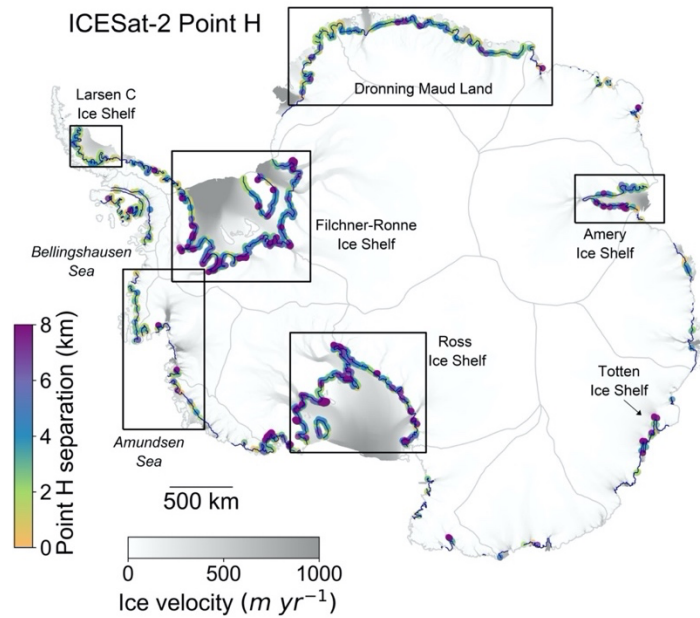 ICESat-2 Point H
Larsen C
Ice Shelf
Dronning Maud Land
Filchner-Ronne
Ice Shelf
Amery
Ice Shelf
Bellingshausen
Sea
Ross
Ice Shelf
Totten
Ice Shelf
Amundsen
Sea
8
6
4
2
0
Point H separation (km)
500 km
0
500
1000
Ice velocity (m yr⁻¹)